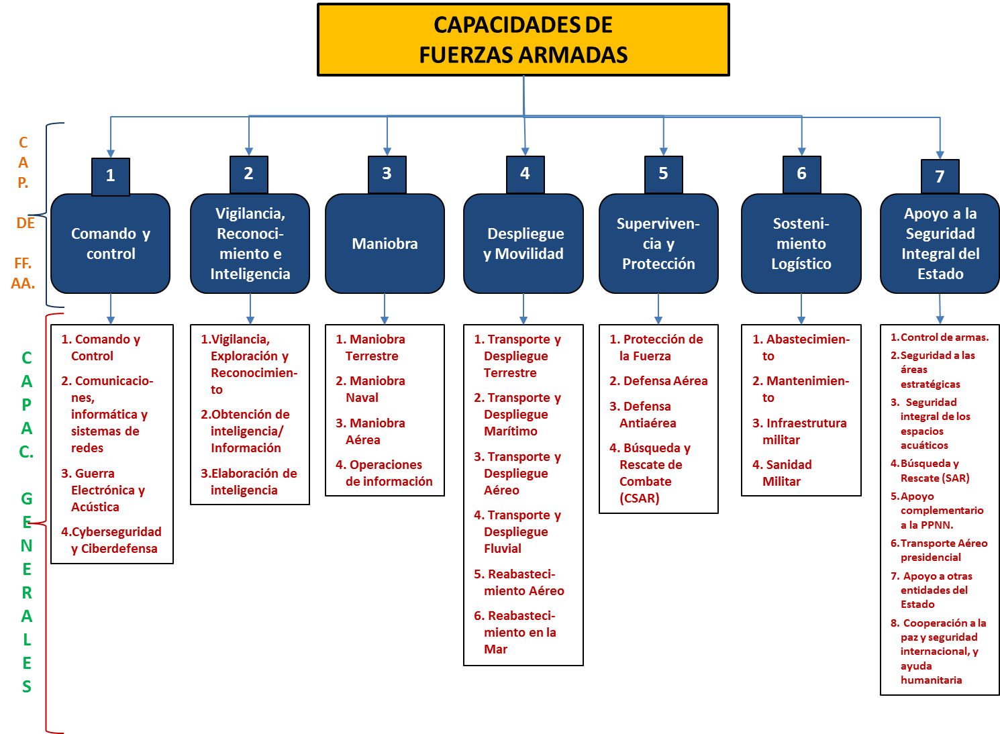 CAPACIDADES DE
FUERZAS ARMADAS
C
A
P.
DE
FF.
AA.
1
Comando y
control
2
Vigilancia,
Reconoci-
miento e
Inteligencia
3
Maniobra
4
Despliegue
y Movilidad
5
Superviven-
cia y
Protección
6
Sosteni-
miento
Logístico
7
Apoyo a la
Seguridad
Integral del
Estado
C
A
P
A
C.
G
E
N
E
R
A
L
E
S
1. Comando y
Control
2. Comunicacio-
nes,
informática y
sistemas de
redes
3. Guerra
Electrónica y
Acústica
4.Cyberseguridad
y Ciberdefensa
1.Vigilancia,
Exploración y
Reconocimien-
to
2.Obtención de
inteligencia/
Información
3.Elaboración de
inteligencia
1. Maniobra
Terrestre
2. Maniobra
Naval
3. Maniobra
Aérea
4. Operaciones
de información
1. Transporte y
Despliegue
Terrestre
2. Transporte y
Despliegue
Marítimo
3. Transporte y
Despliegue
Aéreo
4. Transporte y
Despliegue
Fluvial
5. Reabasteci-
miento Aéreo
6. Reabasteci-
miento en la
Mar
1. Protección de
la Fuerza
2. Defensa Aérea
3. Defensa
Antiaérea
4. Búsqueda y
Rescate de
Combate
(CSAR)
1. Abastecimien-
to
2. Mantenimien-
to
3. Infraestrutura
militar
4. Sanidad
Militar
1.Control de armas.
2.Seguridad a las
áreas
estratégicas
3. Seguridad
integral de los
espacios
acuáticos
4.Búsqueda y
Rescate (SAR)
5.Apoyo
complementario
a la PPNN.
6.Transporte Aéreo
presidencial
7. Apoyo a otras
entidades del
Estado
8. Cooperación a la
paz y seguridad
internacional, y
ayuda
humanitaria